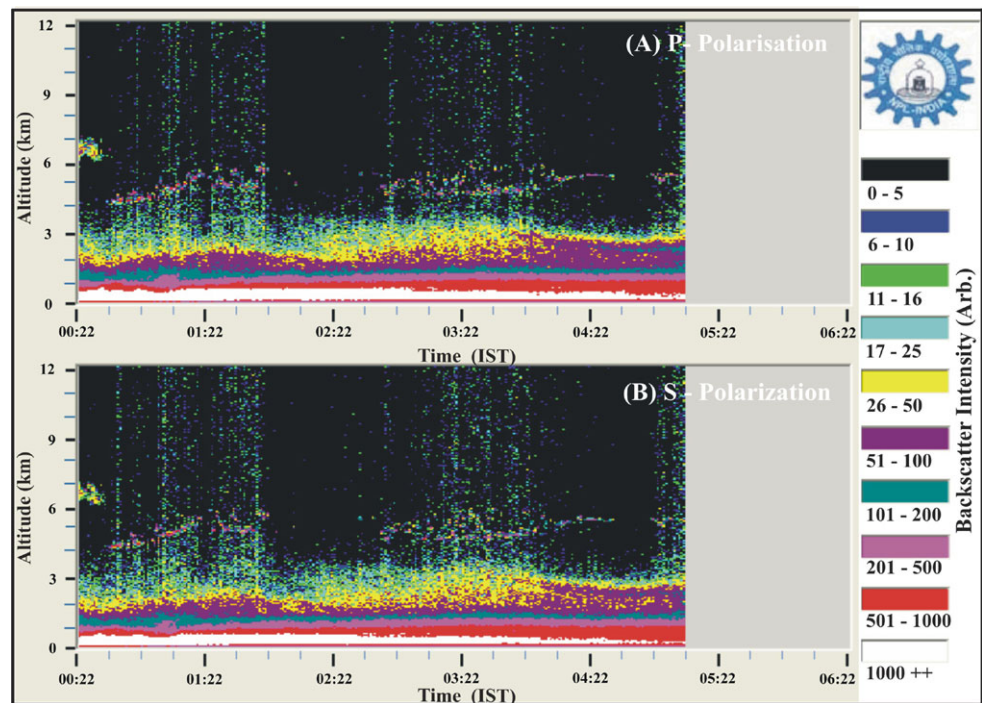 12
9
6
3
0
Altitude (km)
(A) P- Polarisation
00:22 01:22 02:22 03:22 04:22 05:22 06:22
Time (IST)
12
9
6
3
0
Altitude (km)
(B) S - Polarization
00:22 01:22 02:22 03:22 04:22 05:22 06:22
Time (IST)
राष्ट्रीय भौतिक प्रयोगशाला
NPL-INDIA
0 - 5
6 - 10
11 - 16
17 - 25
26 - 50
51 - 100
101 - 200
201 - 500
501 - 1000
1000 ++
Backscatter Intensity (Arb.)